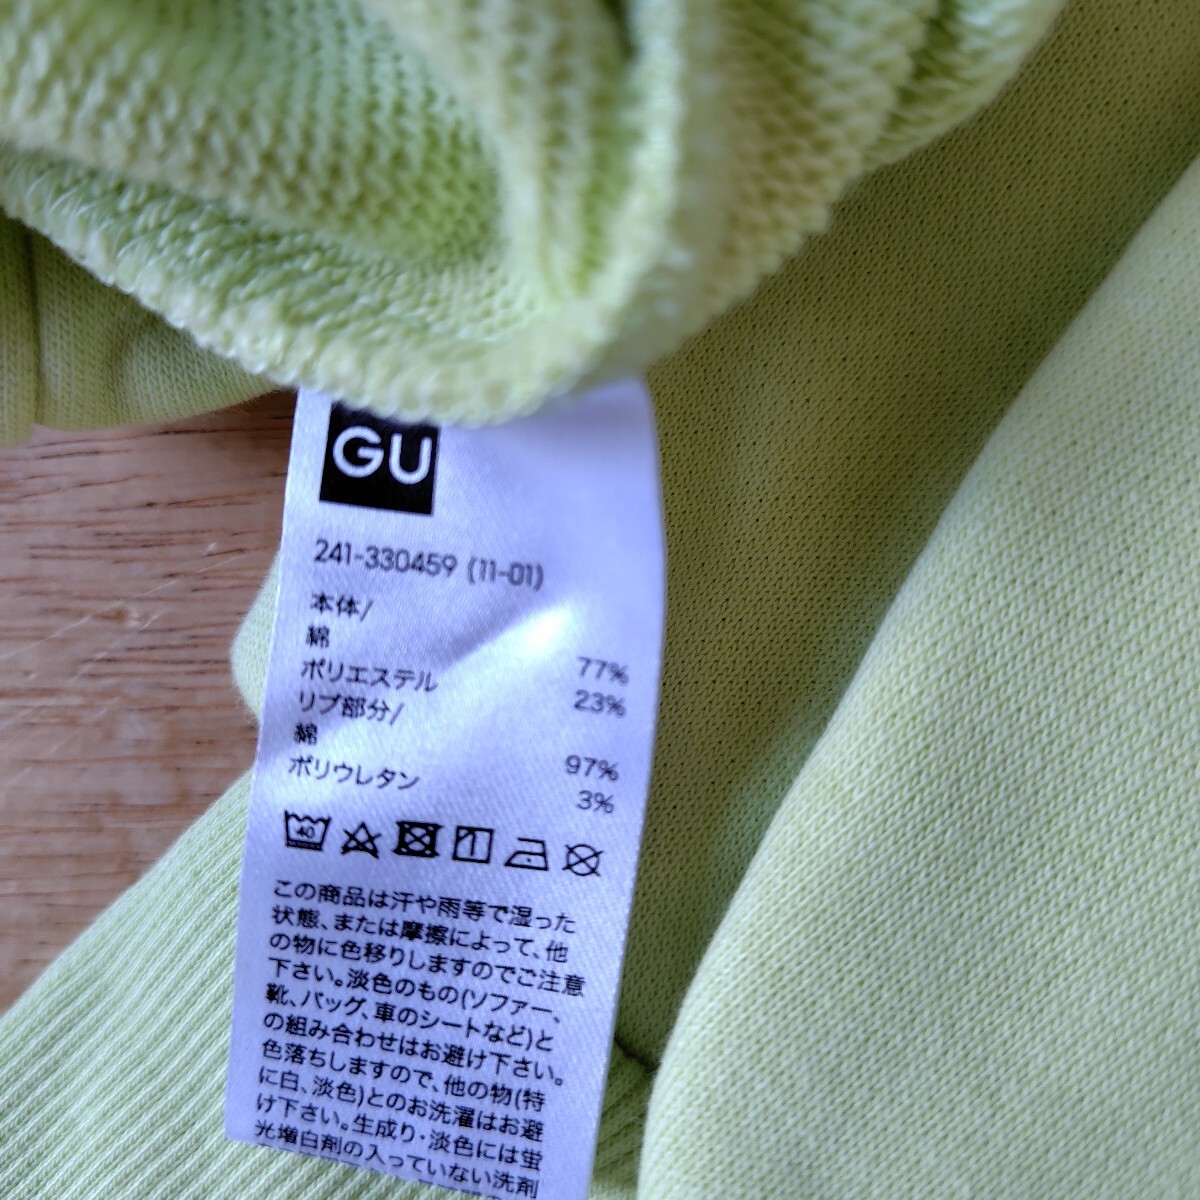 GU
241-330459 (11-01)
本体/
綿 77%
ポリエステル 23%
リブ部分/
綿 97%
ポリウレタン 3%
40
この商品は汗や雨等で湿った
状態、または摩擦によって、他
の物に色移りしますのでご注意
下さい。淡色のもの(ソファー、
靴、バッグ、車のシートなど)と
の組み合わせはお避け下さい。
色落ちしますので、他の物(特
に白、淡色)とのお洗濯はお避
け下さい。生成り・淡色には蛍
光増白剤の入っていない洗剤